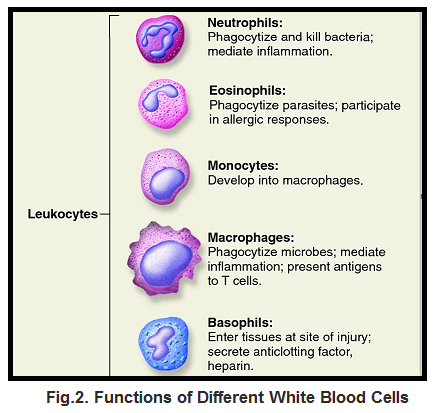 Neutrophils:
Phagocytize and kill bacteria;
mediate inflammation.
Eosinophils:
Phagocytize parasites; participate
in allergic responses.
Monocytes:
Develop into macrophages.
Leukocytes
Macrophages:
Phagocytize microbes; mediate
inflammation; present antigens
to T cells.
Basophils:
Enter tissues at site of injury;
secrete anticlotting factor,
heparin.
Fig.2. Functions of Different White Blood Cells